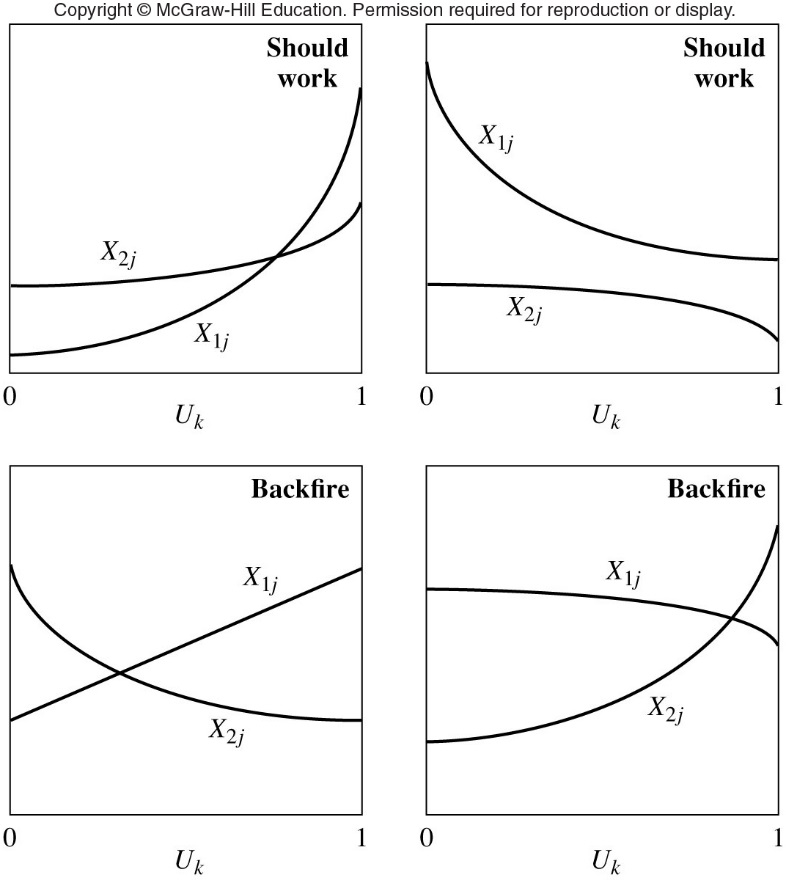 Copyright © McGraw-Hill Education. Permission required for reproduction or display.
Should
work
X2j
X1j
0
1
Uk
Should
work
X1j
X2j
0
1
Uk
Backfire
X1j
X2j
0
1
Uk
Backfire
X1j
X2j
0
1
Uk